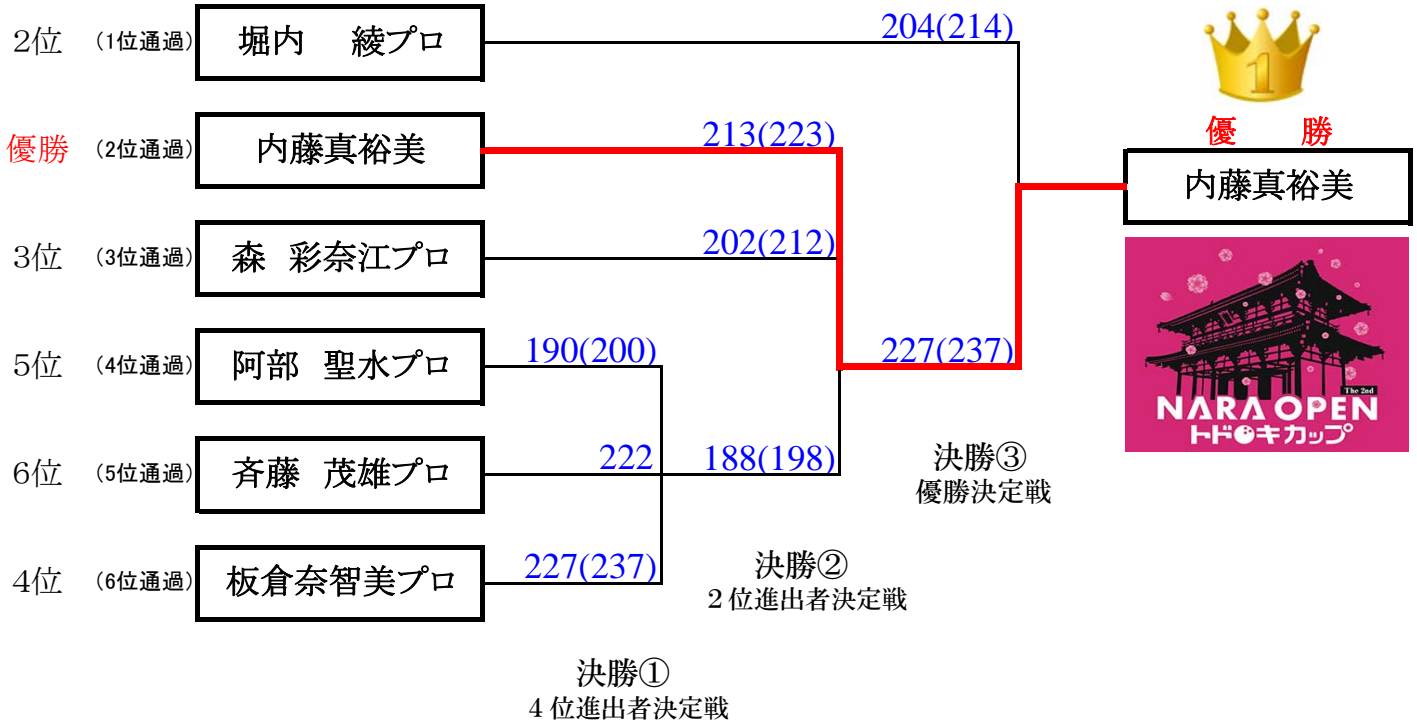 2位 (1位通過) 堀内 綾プロ 204(214)
1
優 勝
優勝 (2位通過) 内藤真裕美 213(223)
内藤真裕美
3位 (3位通過) 森 彩奈江プロ 202(212)
5位 (4位通過) 阿部 聖水プロ 190(200) 227(237)
The 2nd
NARA OPEN
トドロキカップ
6位 (5位通過) 斉藤 茂雄プロ 222 188(198)
決勝③
優勝決定戦
4位 (6位通過) 板倉奈智美プロ 227(237)
決勝②
２位進出者決定戦
決勝①
４位進出者決定戦